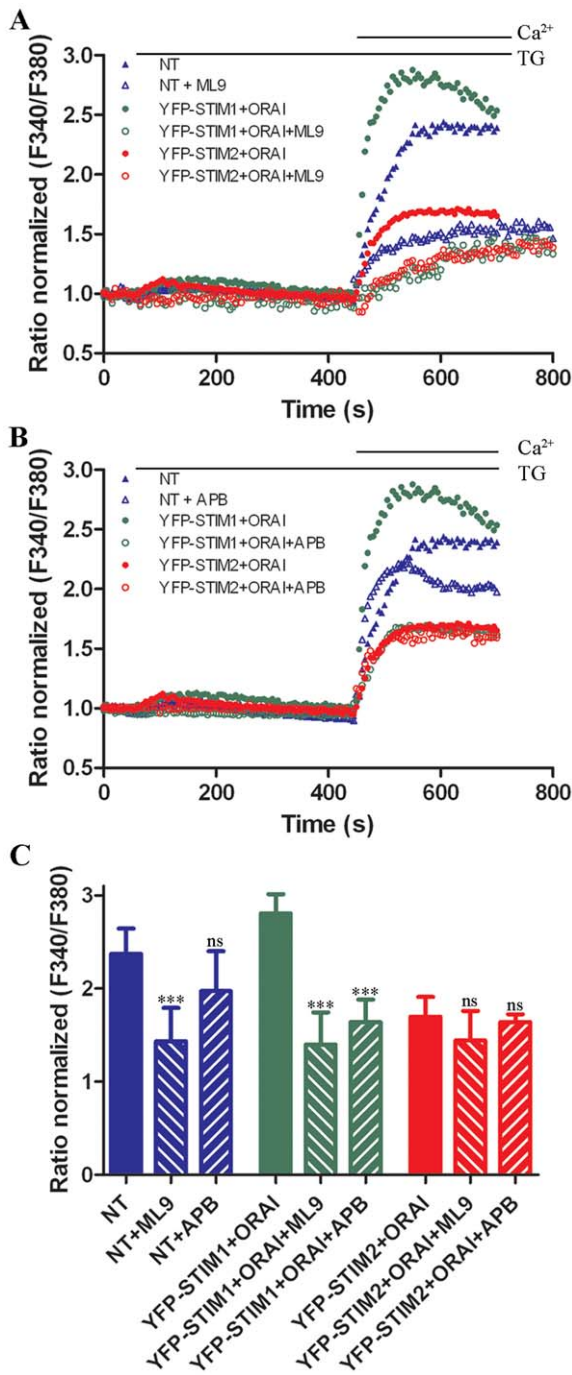 A
Ca²⁺
TG
NT
NT + ML9
YFP-STIM1+ORAI
YFP-STIM1+ORAI+ML9
YFP-STIM2+ORAI
YFP-STIM2+ORAI+ML9
Ratio normalized (F340/F380)
3.0
2.5
2.0
1.5
1.0
0.5
0 200 400 600 800
Time (s)
B
Ca²⁺
TG
NT
NT + APB
YFP-STIM1+ORAI
YFP-STIM1+ORAI+APB
YFP-STIM2+ORAI
YFP-STIM2+ORAI+APB
Ratio normalized (F340/F380)
3.0
2.5
2.0
1.5
1.0
0.5
0 200 400 600 800
Time (s)
C
Ratio normalized (F340/F380)
3
2
1
0
*** ns *** *** ns ns
NT
NT+ML9
NT+APB
YFP-STIM1+ORAI
YFP-STIM1+ORAI+ML9
YFP-STIM1+ORAI+APB
YFP-STIM2+ORAI
YFP-STIM2+ORAI+ML9
YFP-STIM2+ORAI+APB